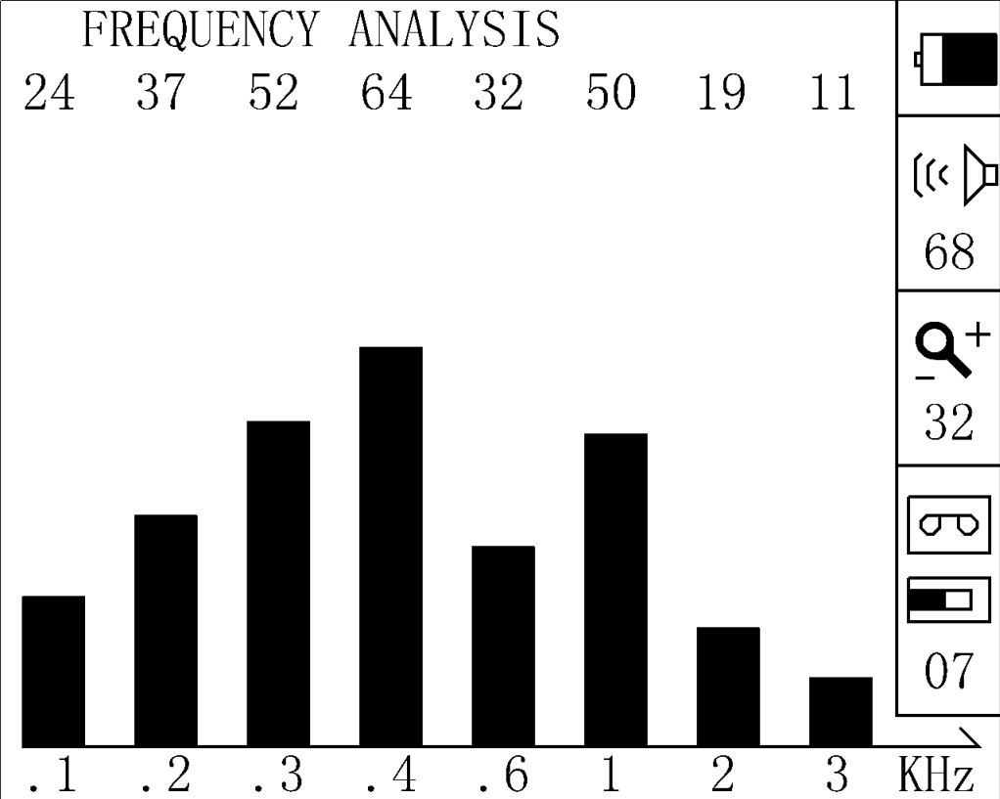 FREQUENCY ANALYSIS
24 37 52 64 32 50 19 11
68
+
-
32
07
.1 .2 .3 .4 .6 1 2 3 KHz